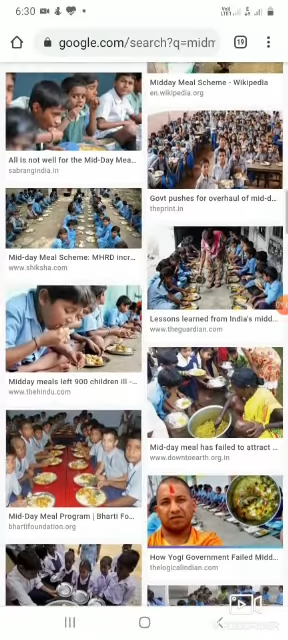 6:30
google.com/search?q=midm
19
All is not well for the Mid-Day Mea...
sabrangindia.in
Mid-day Meal Scheme: MHRD incr...
www.shiksha.com
Midday meals left 900 children ill -...
www.thehindu.com
Mid-Day Meal Program | Bharti Fo...
bhartifoundation.org
Midday Meal Scheme - Wikipedia
en.wikipedia.org
Govt pushes for overhaul of mid-d...
theprint.in
Lessons learned from India's midd...
www.theguardian.com
Mid-day meal has failed to attract ...
www.downtoearth.org.in
How Yogi Government Failed Midd...
thelogicalindian.com